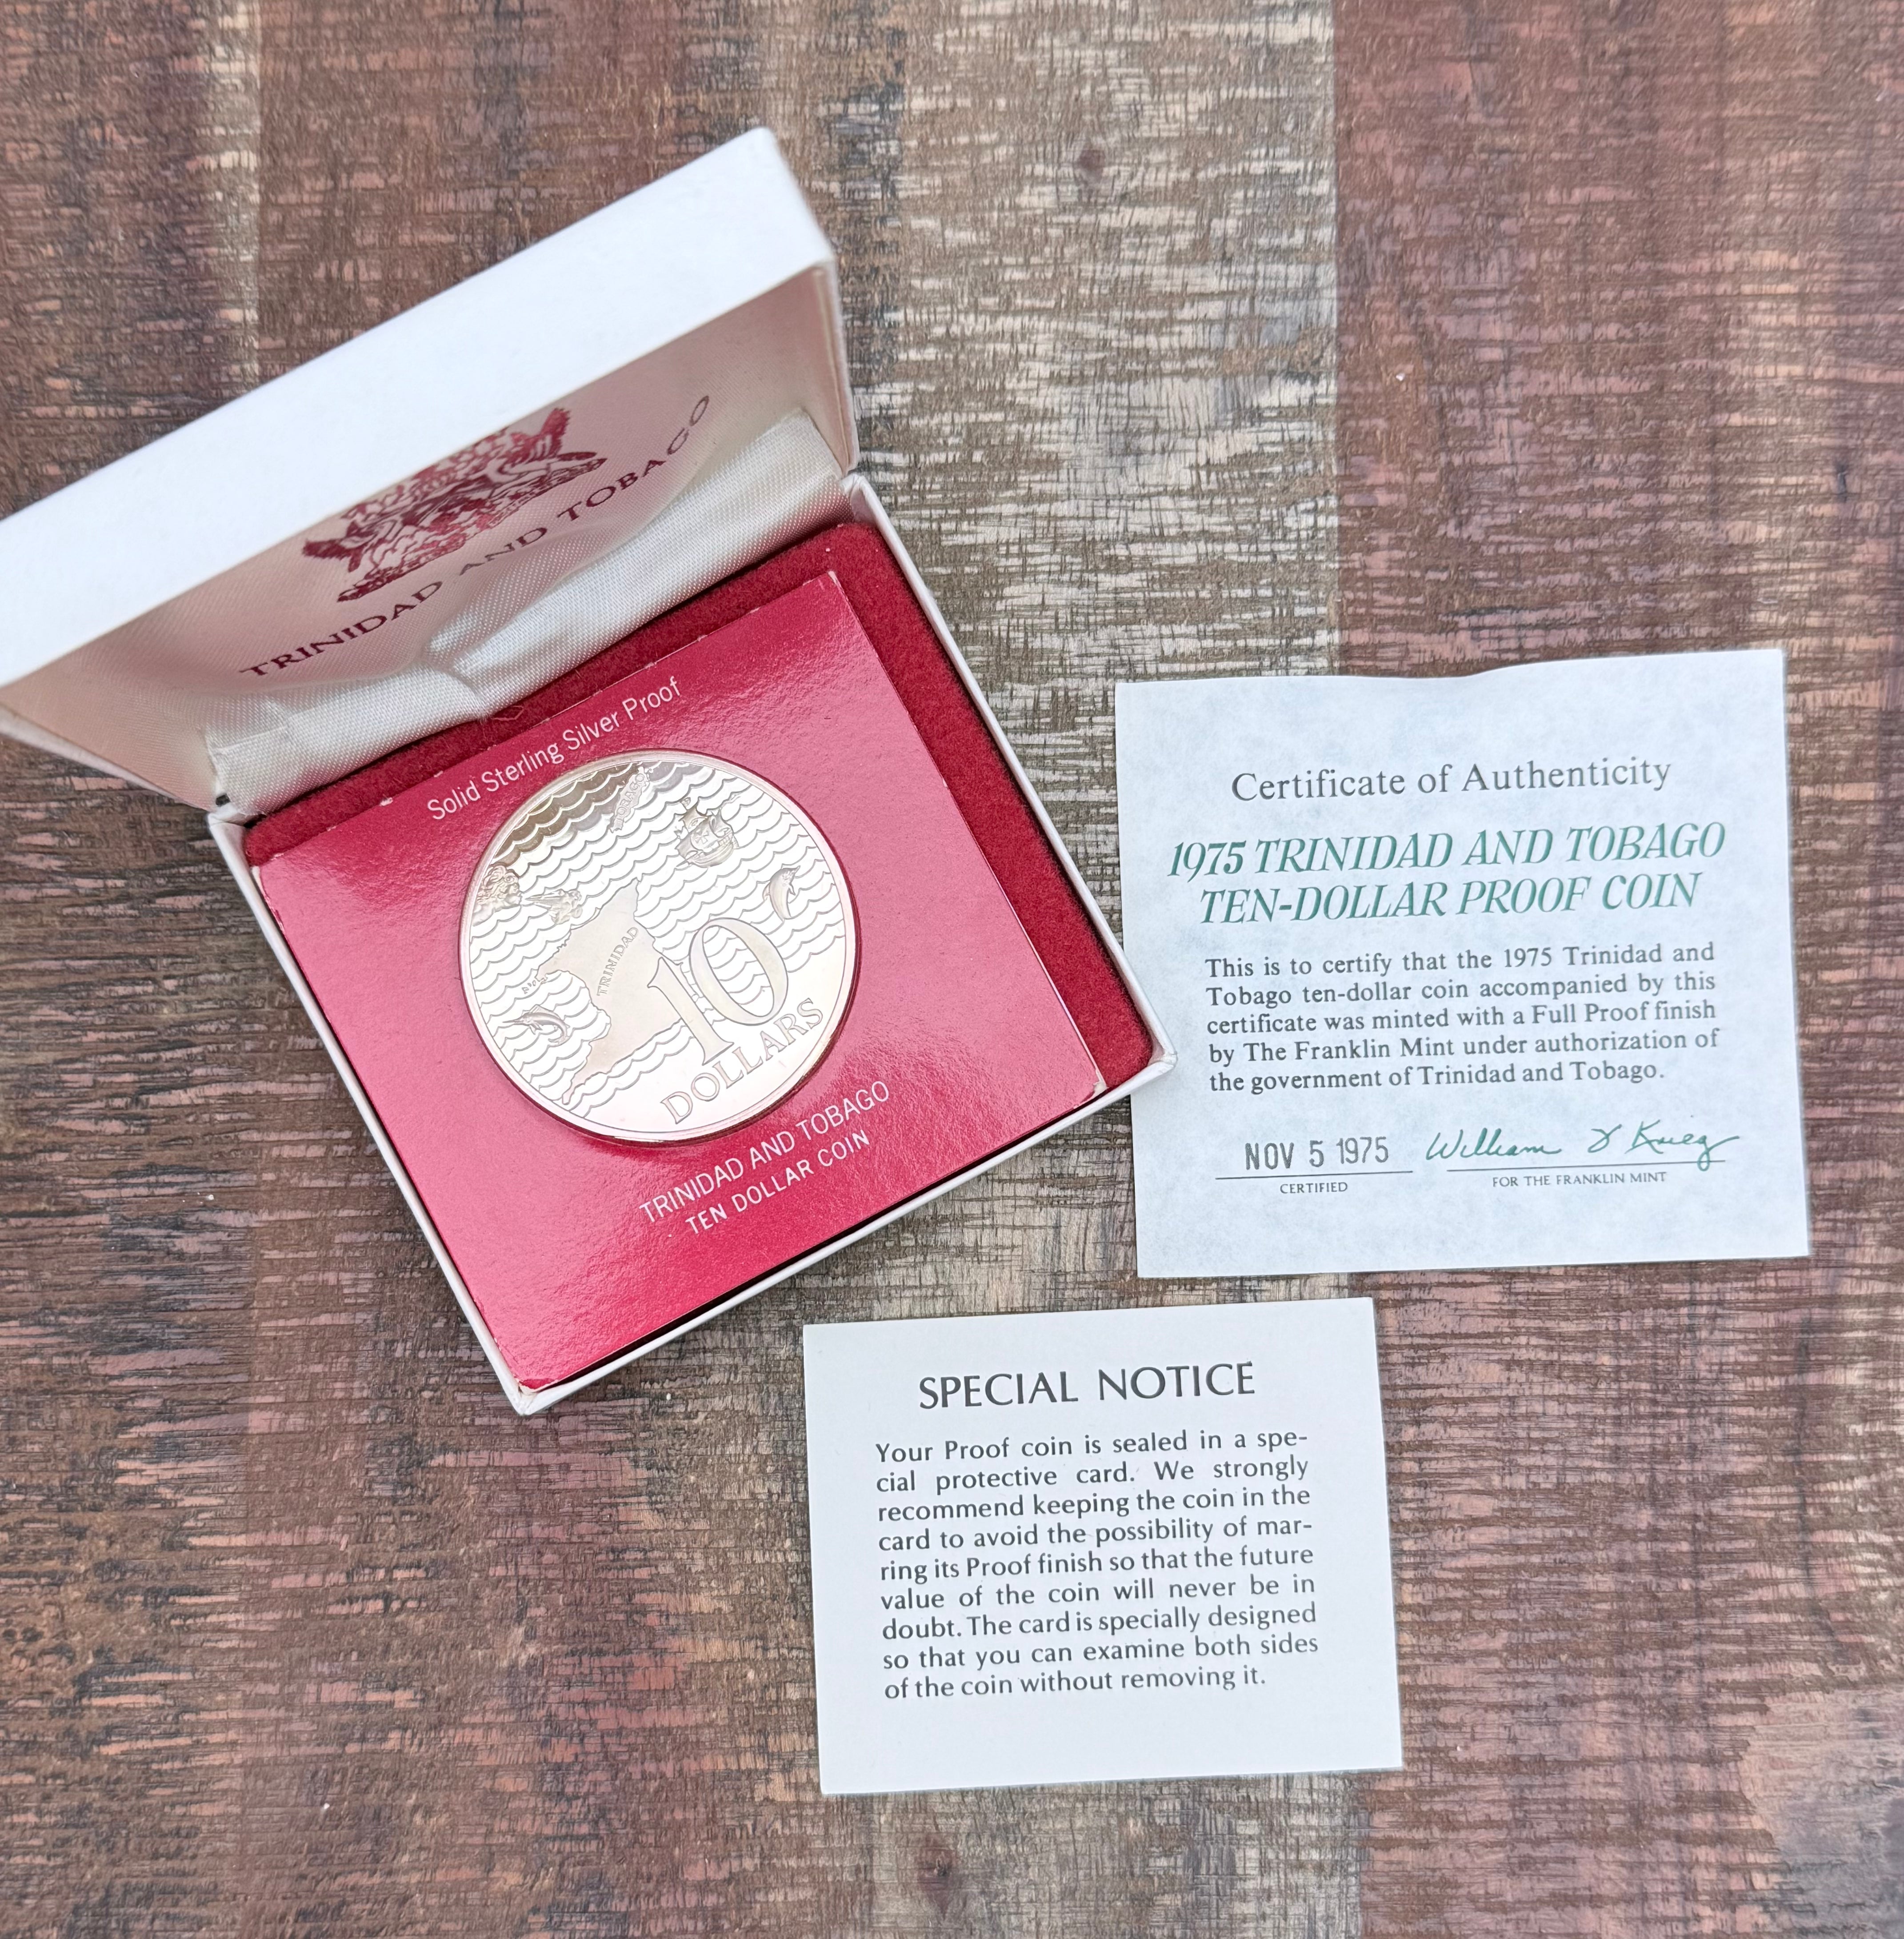 TRINIDAD AND TOBAGO
Solid Sterling Silver Proof
TOBAGO
TRINIDAD
10
DOLLARS
TRINIDAD AND TOBAGO
TEN DOLLAR COIN
Certificate of Authenticity
1975 TRINIDAD AND TOBAGO
TEN-DOLLAR PROOF COIN
This is to certify that the 1975 Trinidad and
Tobago ten-dollar coin accompanied by this
certificate was minted with a Full Proof finish
by The Franklin Mint under authorization of
the government of Trinidad and Tobago.
NOV 5 1975 William
CERTIFIED
FOR THE FRANKLIN MINT
SPECIAL NOTICE
Your Proof coin is sealed in a spe-
cial protective card. We strongly
recommend keeping the coin in the
card to avoid the possibility of mar-
ring its Proof finish so that the future
value of the coin will never be in
doubt. The card is specially designed
so that you can examine both sides
of the coin without removing it.